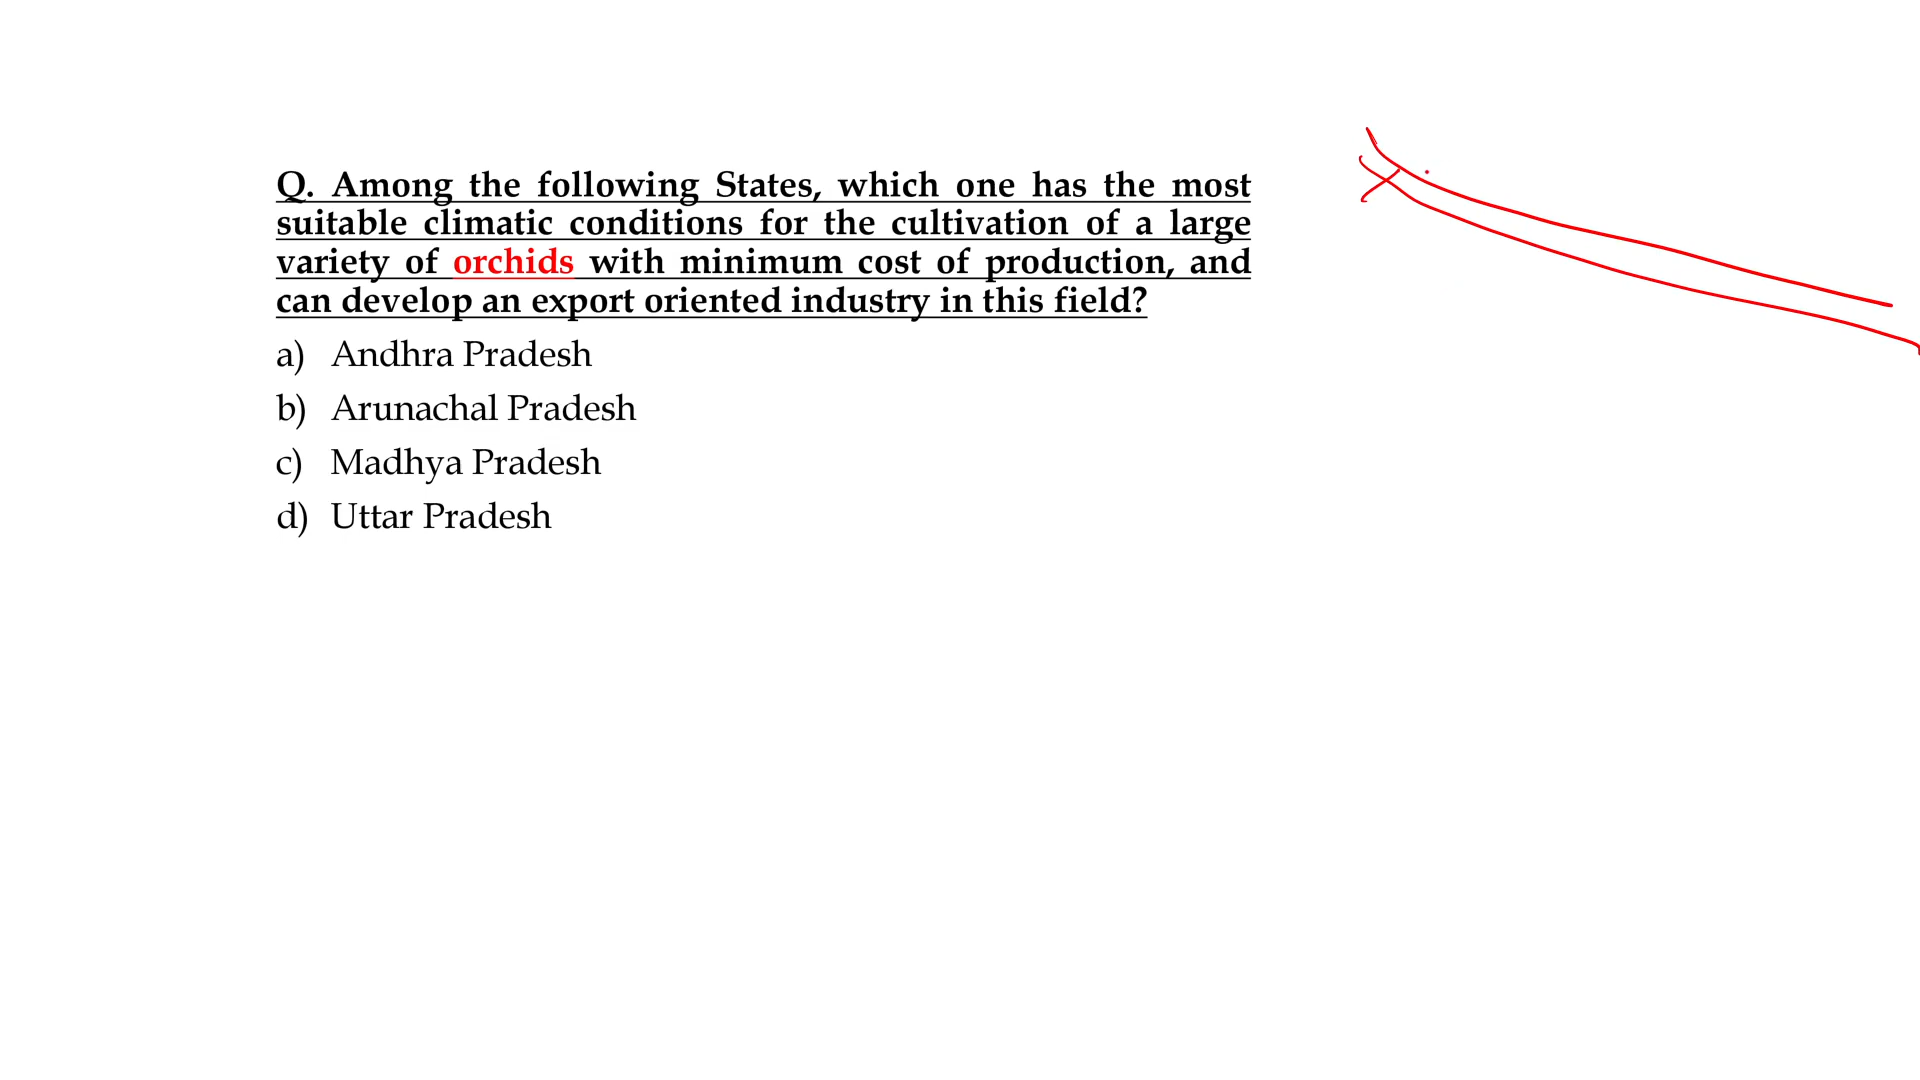 Q. Among the following States, which one has the most
suitable climatic conditions for the cultivation of a large
variety of orchids with minimum cost of production, and
can develop an export oriented industry in this field?
a) Andhra Pradesh
b) Arunachal Pradesh
c) Madhya Pradesh
d) Uttar Pradesh